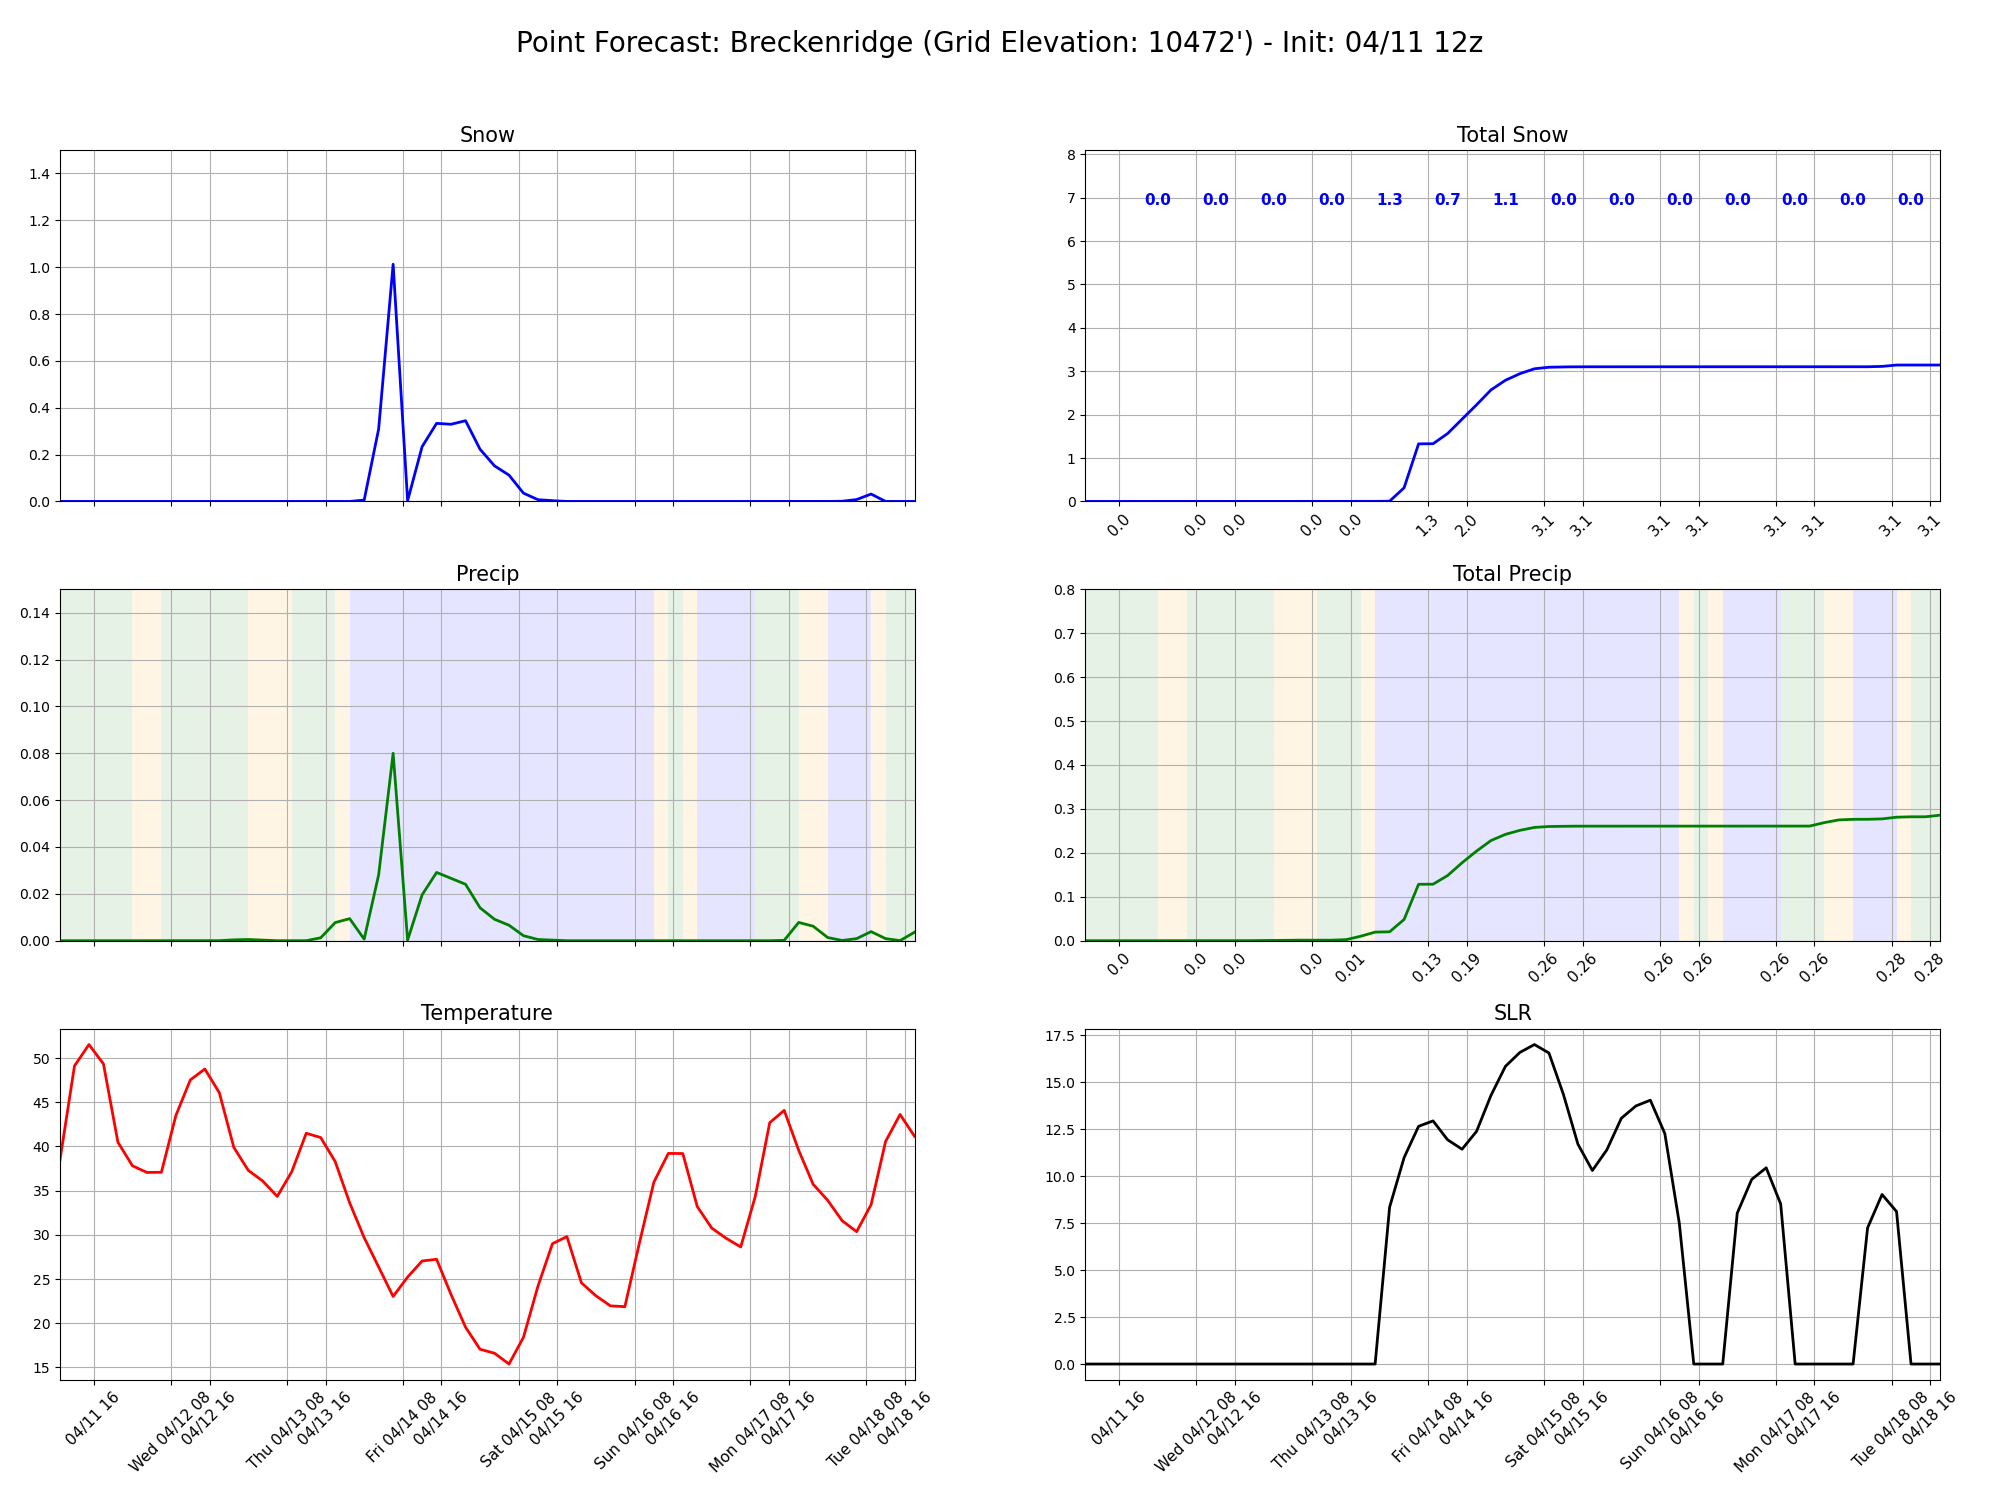 Point Forecast: Breckenridge (Grid Elevation: 10472') - Init: 04/11 12z
Snow
1.4
1.2
1.0
0.8
0.6
0.4
0.2
0.0
Total Snow
8
7
6
5
4
3
2
1
0
0.0 0.0 0.0 0.0 1.3 0.7 1.1 0.0 0.0 0.0 0.0 0.0 0.0 0.0
0.0 0.0 0.0 0.0 0.0 1.3 2.0 3.1 3.1 3.1 3.1 3.1 3.1 3.1 3.1
Precip
0.14
0.12
0.10
0.08
0.06
0.04
0.02
0.00
Total Precip
0.8
0.7
0.6
0.5
0.4
0.3
0.2
0.1
0.0
0.0 0.0 0.0 0.0 0.01 0.13 0.19 0.26 0.26 0.26 0.26 0.26 0.26 0.28 0.28
Temperature
50
45
40
35
30
25
20
15
04/11 16
Wed 04/12 08
04/12 16
Thu 04/13 08
04/13 16
Fri 04/14 08
04/14 16
Sat 04/15 08
04/15 16
Sun 04/16 08
04/16 16
Mon 04/17 08
04/17 16
Tue 04/18 08
04/18 16
SLR
17.5
15.0
12.5
10.0
7.5
5.0
2.5
0.0
04/11 16
Wed 04/12 08
04/12 16
Thu 04/13 08
04/13 16
Fri 04/14 08
04/14 16
Sat 04/15 08
04/15 16
Sun 04/16 08
04/16 16
Mon 04/17 08
04/17 16
Tue 04/18 08
04/18 16